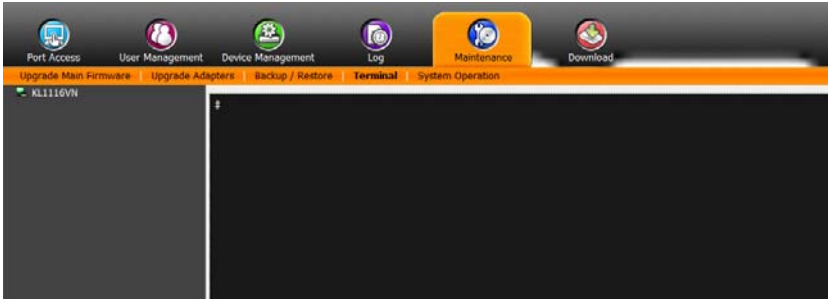 Port Access User Management Device Management Log Maintenance Download
Upgrade Main Firmware | Upgrade Adapters | Backup / Restore | Terminal | System Operation
KL1116VN
#